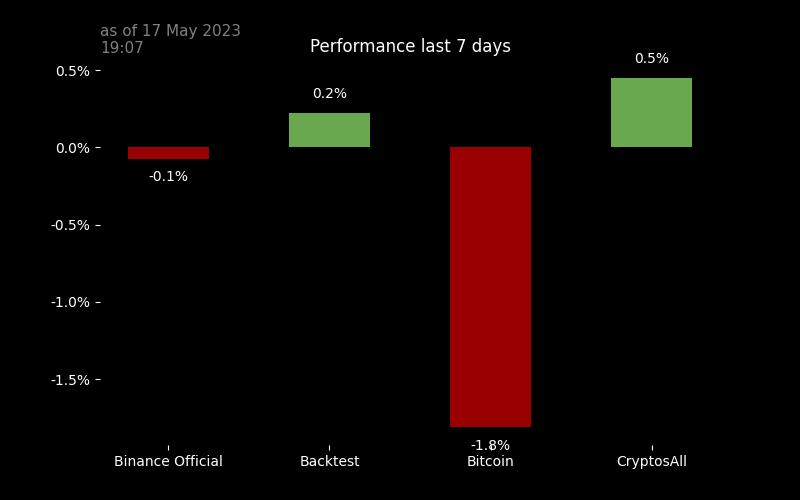 as of 17 May 2023
19:07
Performance last 7 days
0.5%
0.0%
-0.5%
-1.0%
-1.5%
-0.1%
0.2%
-1.8%
0.5%
Binance Official
Backtest
Bitcoin
CryptosAll